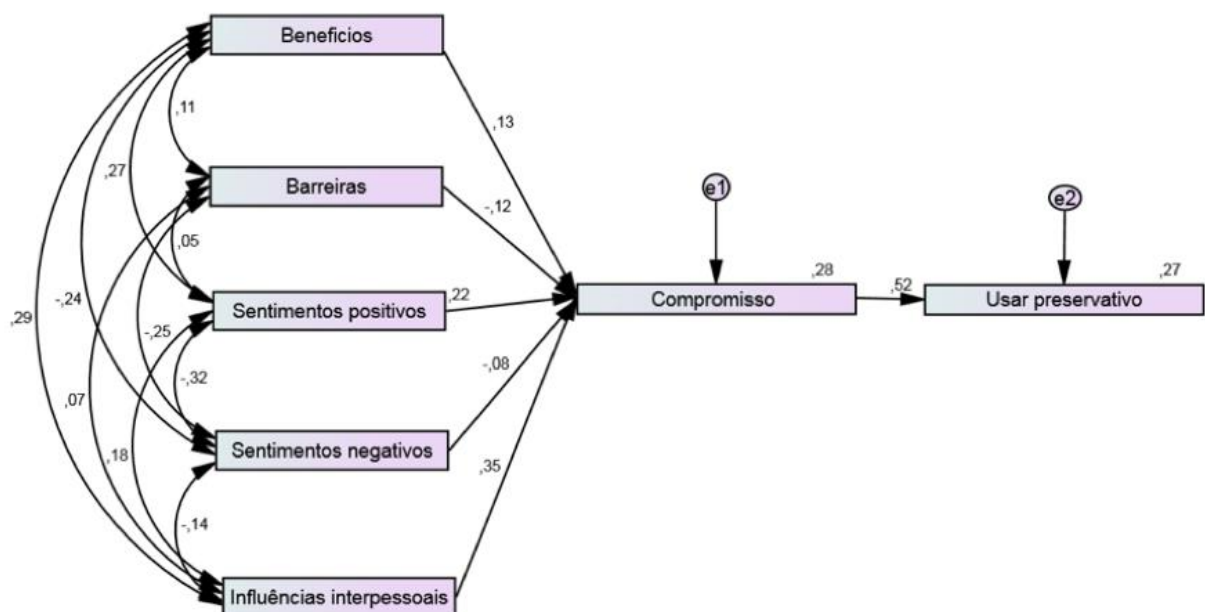 Beneficios
,11
,13
,27
Barreiras
-,12
,05
e1
e2
Sentimentos positivos
,22
Compromisso
,28
,52
Usar preservativo
,27
,29
-,24
-,25
-,32
-,08
,07
,18
Sentimentos negativos
,35
-,14
Influências interpessoais